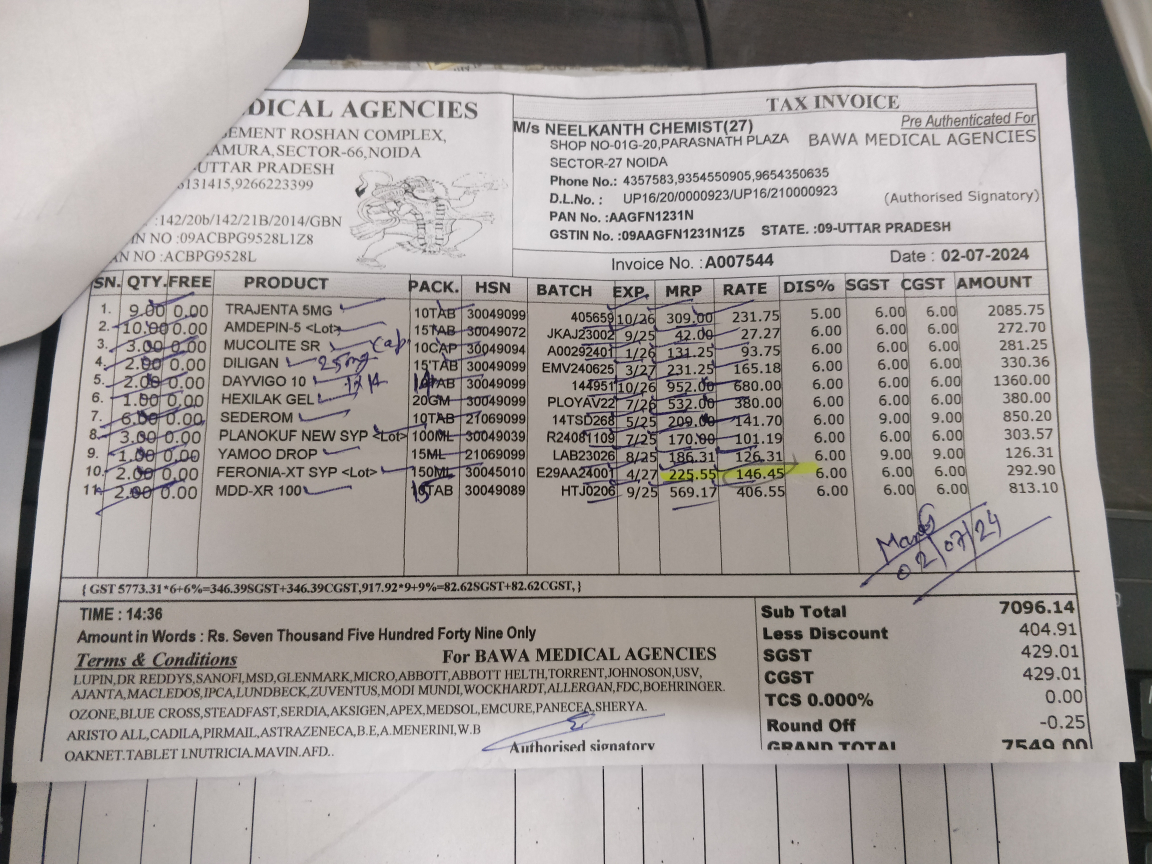 DICAL AGENCIES
EMENT ROSHAN COMPLEX,
AMURA,SECTOR-66,NOIDA
UTTAR PRADESH
6131415,9266223399
:142/20b/142/21B/2014/GBN
IN NO :09ACBPG9528L1Z8
AN NO :ACBPG9528L
TAX INVOICE
M/s NEELKANTH CHEMIST(27)
SHOP NO-01G-20,PARASNATH PLAZA
SECTOR-27 NOIDA
Phone No.: 4357583,9354550905,9654350635
D.L.No. : UP16/20/0000923/UP16/210000923
PAN No. :AAGFN1231N
GSTIN No. :09AAGFN1231N1Z5 STATE. :09-UTTAR PRADESH
Pre Authenticated For
BAWA MEDICAL AGENCIES
(Authorised Signatory)
Invoice No. :A007544 Date : 02-07-2024
SN. QTY. FREE PRODUCT PACK. HSN BATCH EXP. MRP RATE DIS% SGST CGST AMOUNT
1. 9.00 0.00 TRAJENTA 5MG 10TAB 30049099 405659 10/26 309.00 231.75 5.00 6.00 6.00 2085.75
2. 10.00 0.00 AMDEPIN-5 <Lot> 15TAB 30049072 JKAJ23002 9/25 42.00 27.27 6.00 6.00 6.00 272.70
3. 3.00 0.00 MUCOLITE SR Cap 10CAP 30049094 A00292401 1/26 131.25 93.75 6.00 6.00 6.00 281.25
4. 2.00 0.00 DILIGAN 25mg 15'TAB 30049099 EMV240625 3/27 231.25 165.18 6.00 6.00 6.00 330.36
5. 2.00 0.00 DAYVIGO 10 TAB 30049099 144951 10/26 952.00 680.00 6.00 6.00 6.00 1360.00
6. 1.00 0.00 HEXILAK GEL 20GM 30049099 PLOYAV22 7/26 532.00 380.00 6.00 6.00 6.00 380.00
7. 6.00 0.00 SEDEROM 10TAB 21069099 14TSD268 5/25 209.00 141.70 6.00 9.00 9.00 850.20
8. 3.00 0.00 PLANOKUF NEW SYP <Lot> 100ML 30049039 R24081109 7/25 170.00 101.19 6.00 6.00 6.00 303.57
9. 1.00 0.00 YAMOO DROP 15ML 21069099 LAB23026 8/25 186.31 126.31 6.00 9.00 9.00 126.31
10. 2.00 0.00 FERONIA-XT SYP <Lot> 150ML 30045010 E29AA24001 4/27 225.55 146.45 6.00 6.00 6.00 292.90
11. 2.00 0.00 MDD-XR 100 TAB 30049089 HTJ0206 9/25 569.17 406.55 6.00 6.00 6.00 813.10
02/07/24
{ GST 5773.31*6+6%=346.39SGST+346.39CGST,917.92*9+9%=82.62SGST+82.62CGST,}
TIME : 14:36
Amount in Words : Rs. Seven Thousand Five Hundred Forty Nine Only
Terms & Conditions For BAWA MEDICAL AGENCIES
LUPIN,DR REDDYS,SANOFI,MSD,GLENMARK,MICRO,ABBOTT,ABBOTT HELTH,TORRENT,JOHNOSON,USV,
AJANTA,MACLEDOS,IPCA,LUNDBECK,ZUVENTUS,MODI MUNDI,WOCKHARDT,ALLERGAN,FDC,BOEHRINGER.
OZONE,BLUE CROSS,STEADFAST,SERDIA,AKSIGEN,APEX,MEDSOL,EMCURE,PANECEA,SHERYA.
ARISTO ALL,CADILA,PIRMAIL,ASTRAZENECA,B.E,A.MENERINI,W.B
OAKNET.TABLET I.NUTRICIA.MAVIN.AFD..
Authorised signatory
Sub Total 7096.14
Less Discount 404.91
SGST 429.01
CGST 429.01
TCS 0.000% 0.00
Round Off -0.25
GRAND TOTAL 7549.00